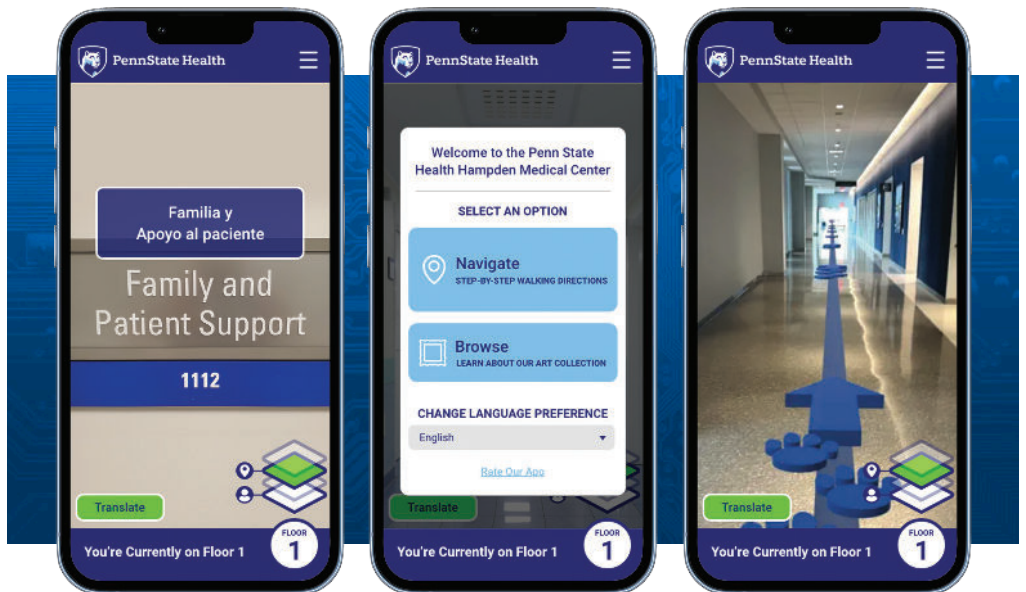 PennState Health
Familia y
Apoyo al paciente
Family and
Patient Support
1112
Translate
You're Currently on Floor 1
FLOOR
1
PennState Health
Welcome to the Penn State
Health Hampden Medical Center
SELECT AN OPTION
Navigate
STEP-BY-STEP WALKING DIRECTIONS
Browse
LEARN ABOUT OUR ART COLLECTION
CHANGE LANGUAGE PREFERENCE
English
Rate Our App
Translate
You're Currently on Floor 1
FLOOR
1
PennState Health
Translate
You're Currently on Floor 1
FLOOR
1